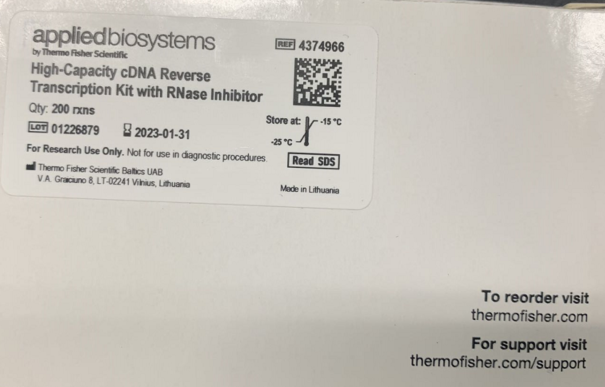 appliedbiosystems
by Thermo Fisher Scientific
High-Capacity cDNA Reverse
Transcription Kit with RNase Inhibitor
Qty: 200 rxns
LOT 01226879 2023-01-31
For Research Use Only. Not for use in diagnostic procedures.
Thermo Fisher Scientific Baltics UAB
V.A. Graciuno 8, LT-02241 Vilnius, Lithuania
REF 4374966
Store at: -15 °C
-25 °C
Read SDS
Made in Lithuania
To reorder visit
thermofisher.com
For support visit
thermofisher.com/support